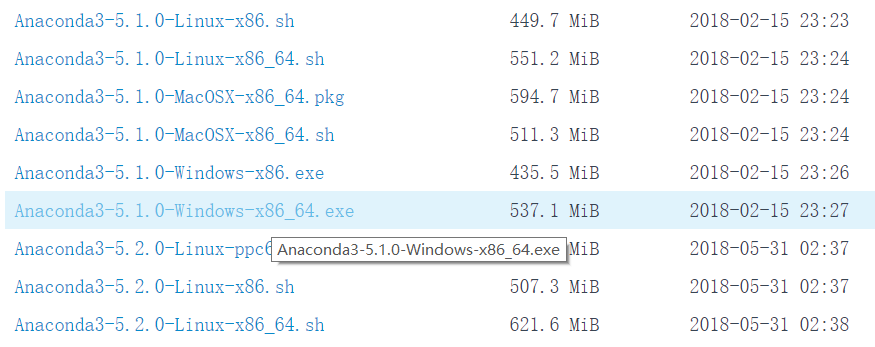 Anaconda3-5.1.0-Linux-x86.sh 449.7 MiB 2018-02-15 23:23
Anaconda3-5.1.0-Linux-x86_64.sh 551.2 MiB 2018-02-15 23:24
Anaconda3-5.1.0-MacOSX-x86_64.pkg 594.7 MiB 2018-02-15 23:24
Anaconda3-5.1.0-MacOSX-x86_64.sh 511.3 MiB 2018-02-15 23:24
Anaconda3-5.1.0-Windows-x86.exe 435.5 MiB 2018-02-15 23:26
Anaconda3-5.1.0-Windows-x86_64.exe 537.1 MiB 2018-02-15 23:27
Anaconda3-5.2.0-Linux-ppc6 MiB 2018-05-31 02:37
Anaconda3-5.1.0-Windows-x86_64.exe
Anaconda3-5.2.0-Linux-x86.sh 507.3 MiB 2018-05-31 02:37
Anaconda3-5.2.0-Linux-x86_64.sh 621.6 MiB 2018-05-31 02:38